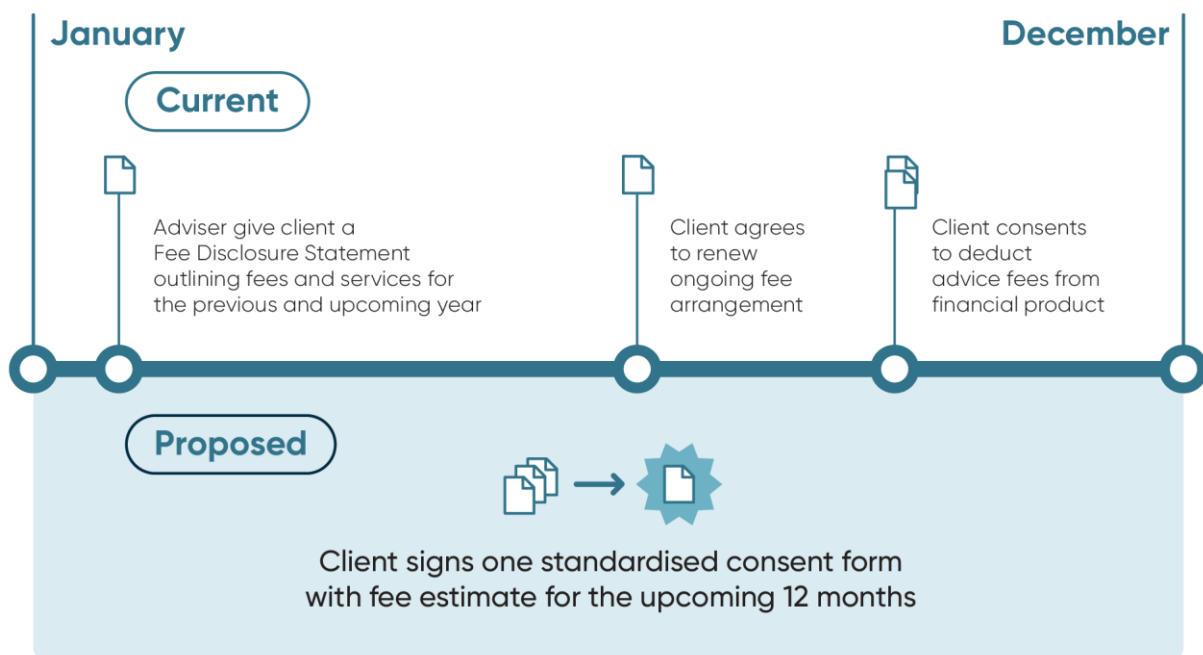 January
December
Current
Adviser give client a
Fee Disclosure Statement
outlining fees and services for
the previous and upcoming year
Client agrees
to renew
ongoing fee
arrangement
Client consents
to deduct
advice fees from
financial product
Proposed
Client signs one standardised consent form
with fee estimate for the upcoming 12 months